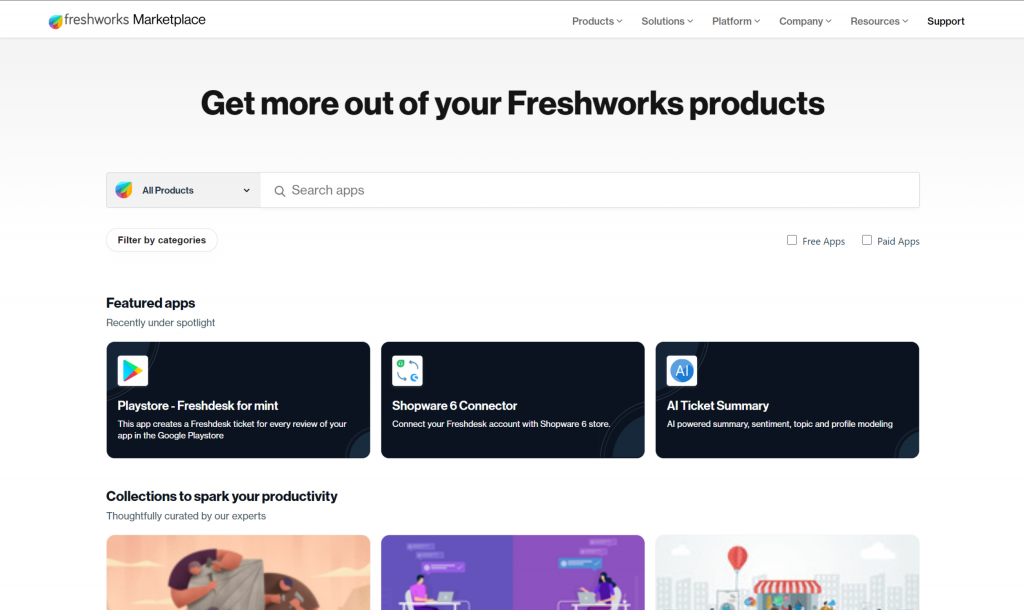 freshworks Marketplace
Products
Solutions
Platform
Company
Resources
Support
Get more out of your Freshworks products
All Products
Search apps
Filter by categories
Free Apps
Paid Apps
Featured apps
Recently under spotlight
Playstore - Freshdesk for mint
This app creates a Freshdesk ticket for every review of your
app in the Google Playstore
Shopware 6 Connector
Connect your Freshdesk account with Shopware 6 store.
AI
AI Ticket Summary
AI powered summary, sentiment, topic and profile modeling
Collections to spark your productivity
Thoughtfully curated by our experts